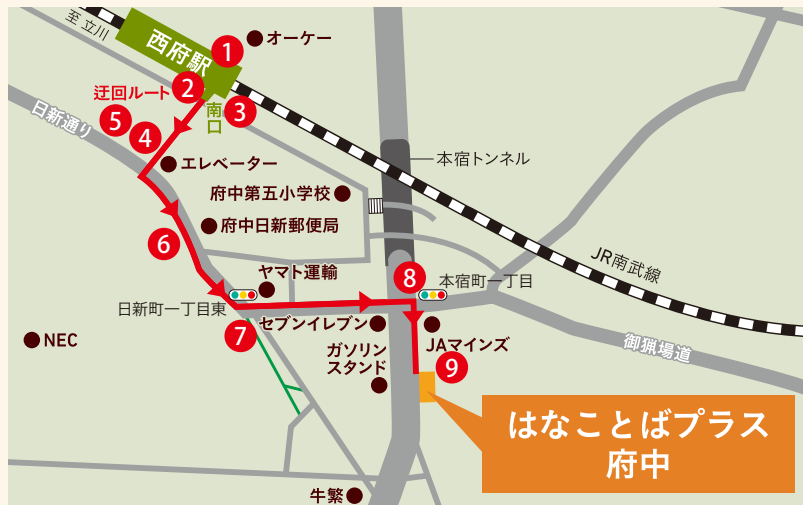 至 立川
西府駅
1
オーケー
2
迂回ルート
3
南口
日新通り
5
4
エレベーター
本宿トンネル
府中第五小学校
府中日新郵便局
6
JR南武線
ヤマト運輸
8
本宿町一丁目
日新町一丁目東
7
セブンイレブン
NEC
JAマインズ
御猟場道
ガソリン
スタンド
9
はなことばプラス
府中
牛繁